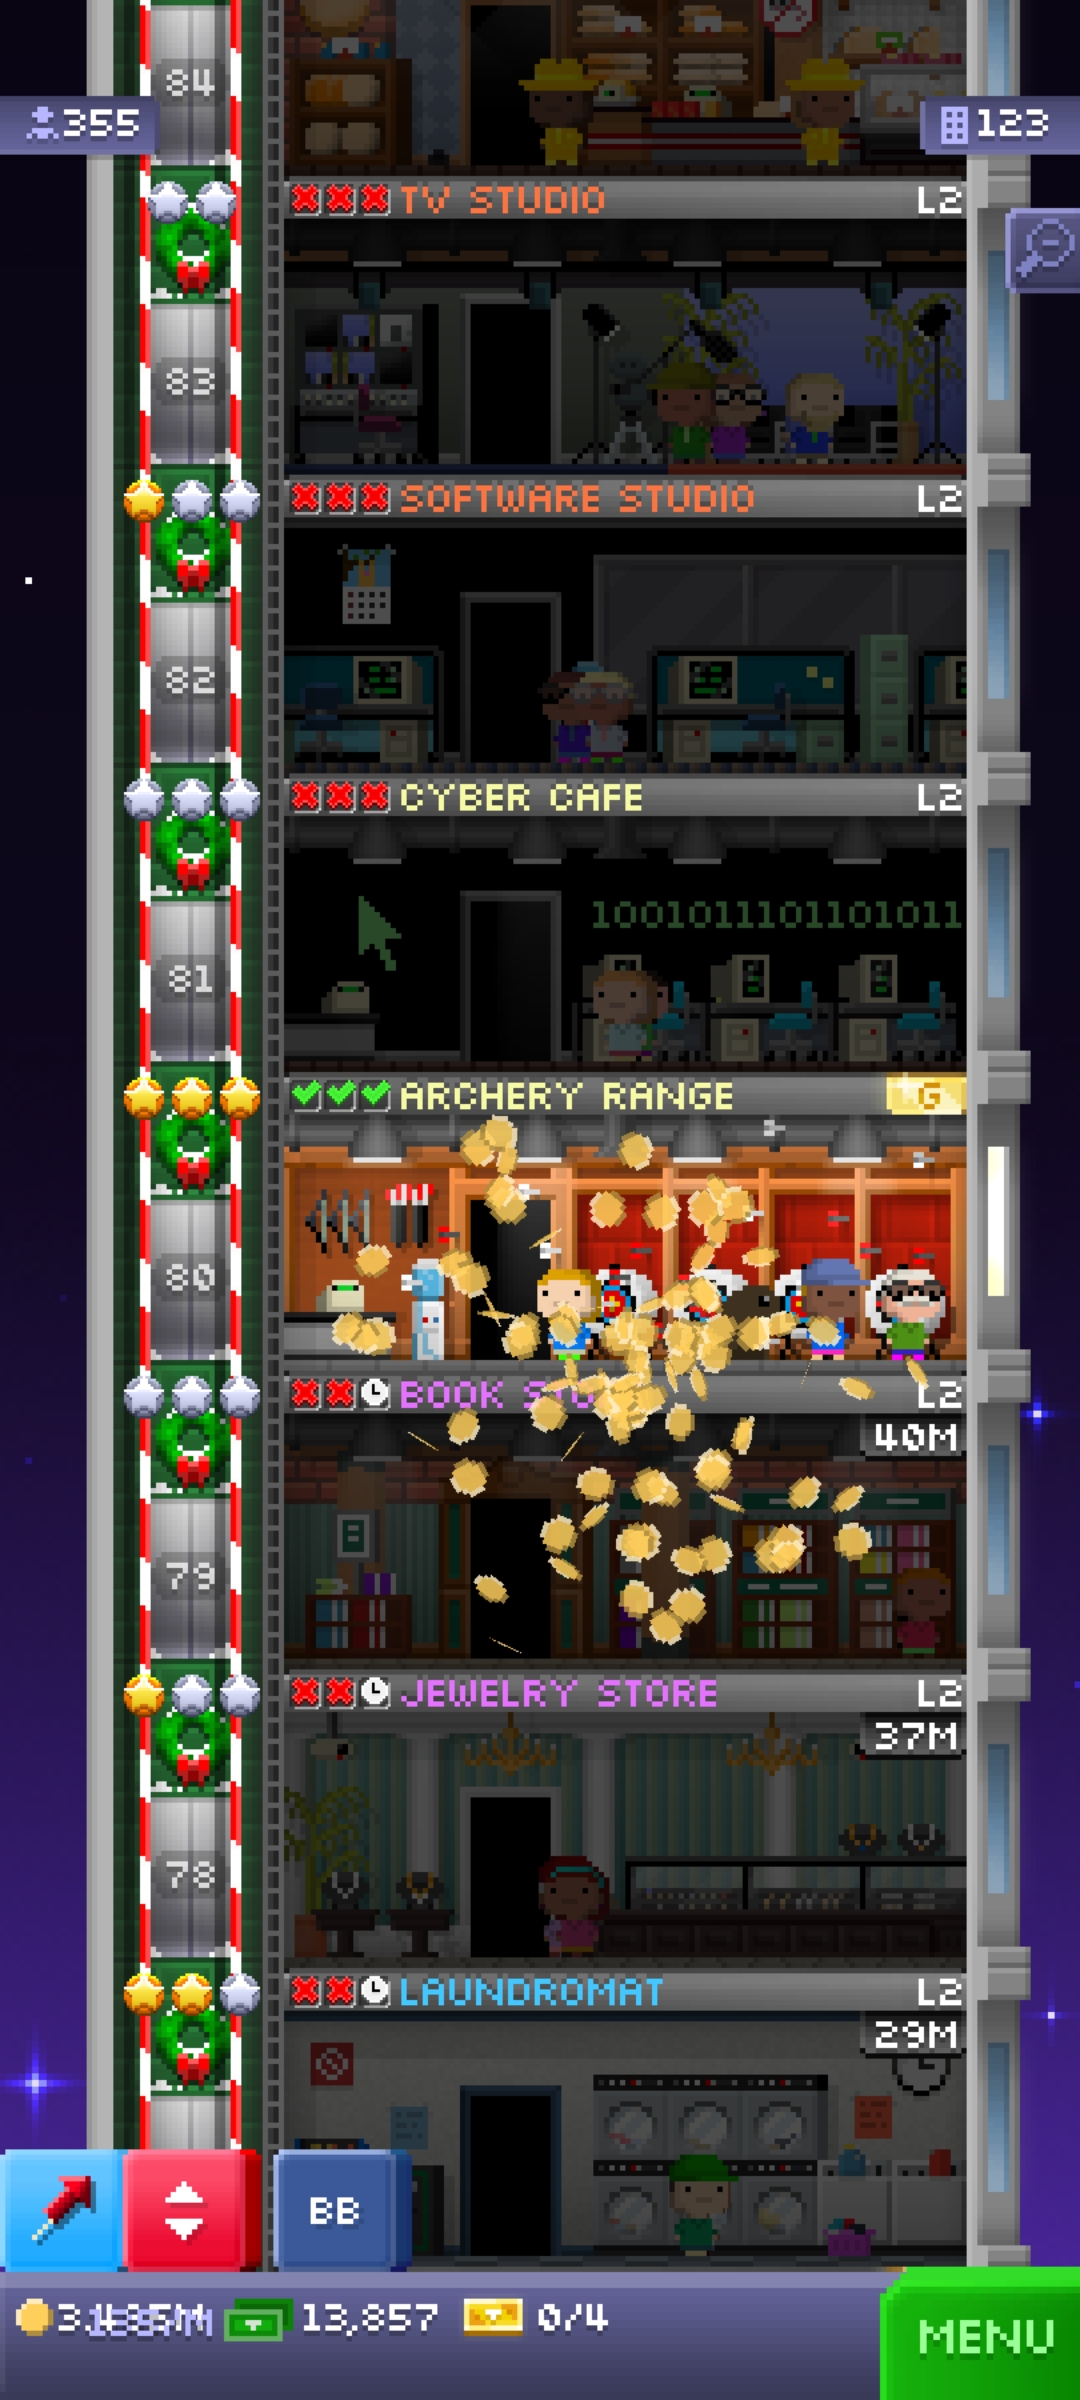 84
355
123
TV STUDIO L2
83
SOFTWARE STUDIO L2
82
CYBER CAFE L2
1001011101101011
81
ARCHERY RANGE G
80
BOOK L2
40M
79
JEWELRY STORE L2
37M
78
LAUNDROMAT L2
29M
BB
13,857 0/4
MENU